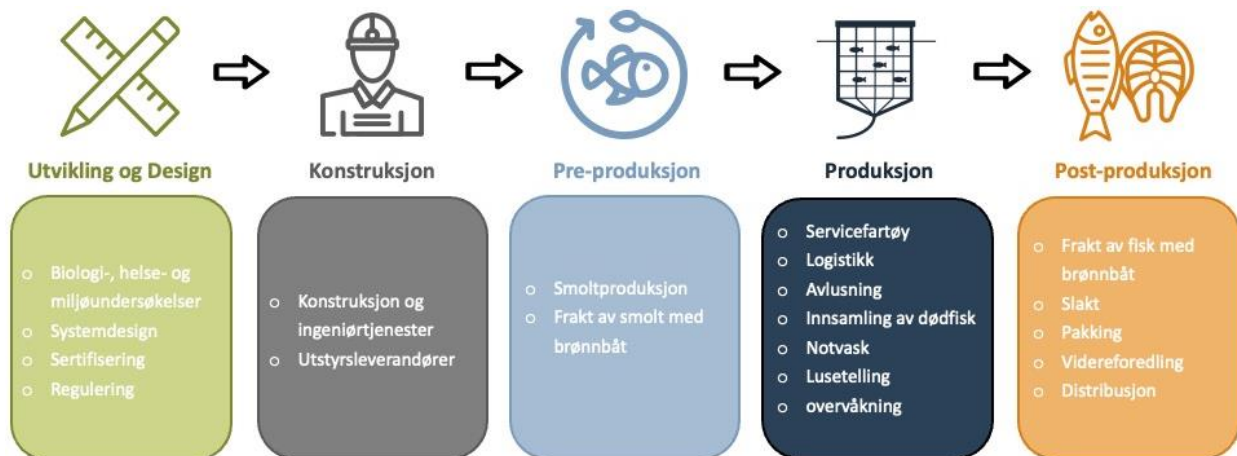 Utvikling og Design
Konstruksjon
Pre-produksjon
Produksjon
Post-produksjon
o Biologi-, helse- og
miljøundersøkelser
o Systemdesign
o Sertifisering
o Regulering
o Konstruksjon og
ingeniørtjenester
o Utstyrsleverandører
o Smoltproduksjon
o Frakt av smolt med
brønnbåt
o Servicefartøy
o Logistikk
o Avlusning
o Innsamling av dødfisk
o Notvask
o Lusetelling
o overvåkning
o Frakt av fisk med
brønnbåt
o Slakt
o Pakking
o Videreforedling
o Distribusjon